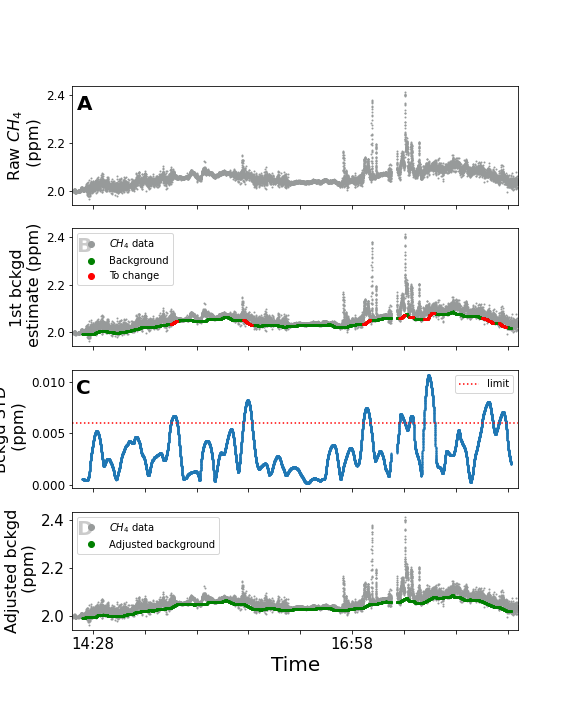 A
Raw CH4
(ppm)
2.4
2.2
2.0
B
CH4 data
Background
To change
1st bckgd
estimate (ppm)
2.4
2.2
2.0
C
limit
(ppm)
0.010
0.005
0.000
D
CH4 data
Adjusted background
Adjusted bckgd
(ppm)
2.4
2.2
2.0
14:28
16:58
Time